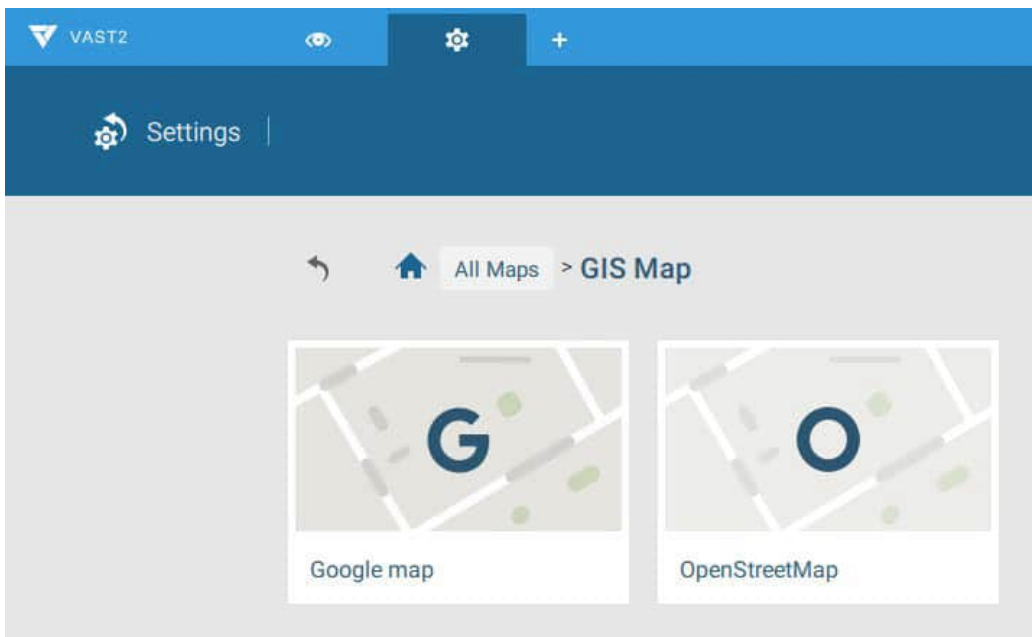 VAST2
+
Settings
All Maps > GIS Map
G
O
Google map
OpenStreetMap